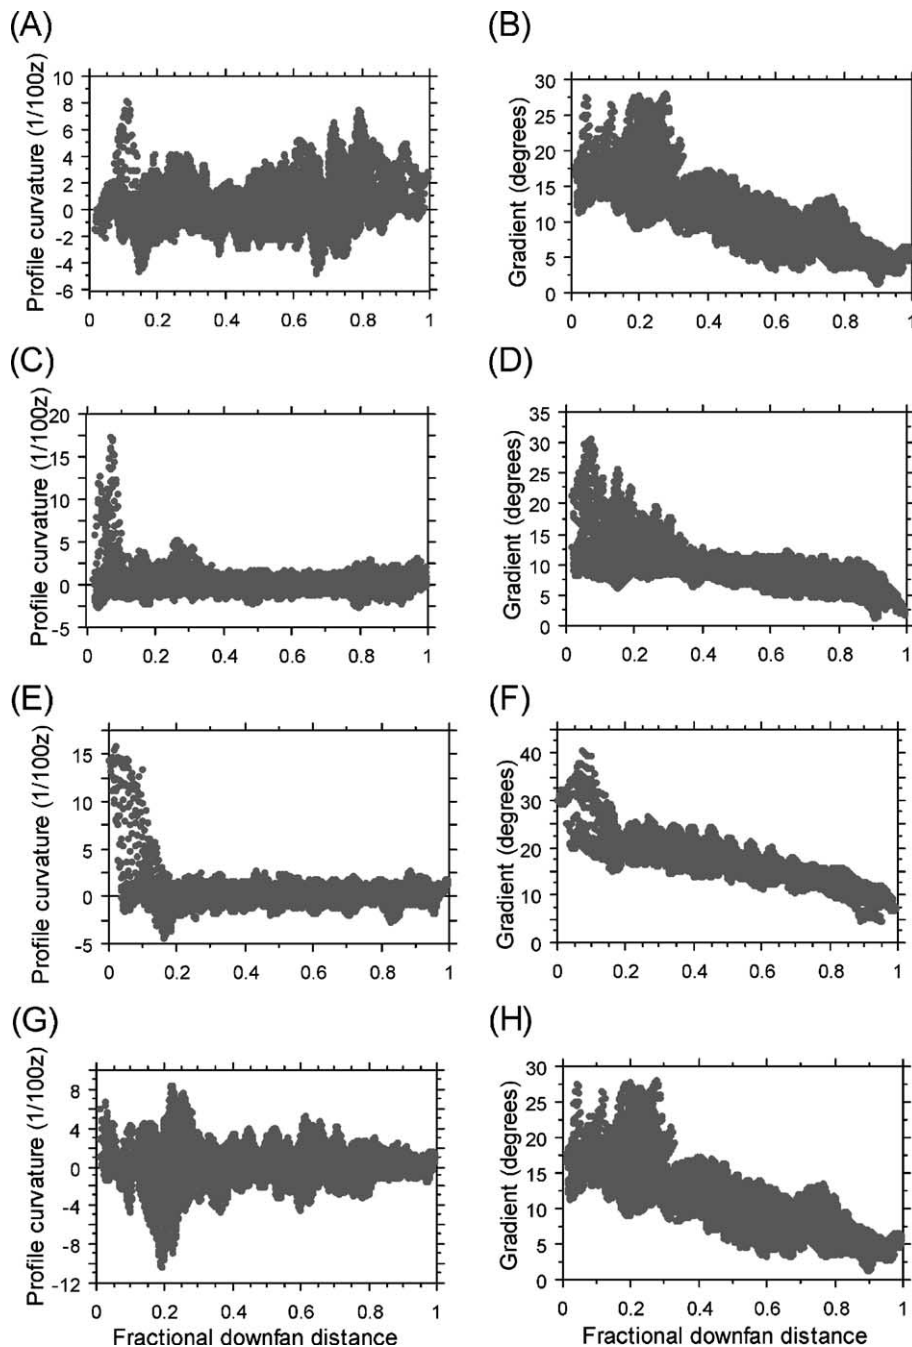 (A)
Profile curvature (1/100z)
10
8
6
4
2
0
-2
-4
-6
0 0.2 0.4 0.6 0.8 1
(B)
Gradient (degrees)
30
25
20
15
10
5
0
0 0.2 0.4 0.6 0.8 1
(C)
Profile curvature (1/100z)
20
15
10
5
0
-5
0 0.2 0.4 0.6 0.8 1
(D)
Gradient (degrees)
35
30
25
20
15
10
5
0
0 0.2 0.4 0.6 0.8 1
(E)
Profile curvature (1/100z)
15
10
5
0
-5
0 0.2 0.4 0.6 0.8 1
(F)
Gradient (degrees)
40
30
20
10
0
0 0.2 0.4 0.6 0.8 1
(G)
Profile curvature (1/100z)
8
4
0
-4
-8
-12
0 0.2 0.4 0.6 0.8 1
Fractional downfan distance
(H)
Gradient (degrees)
30
25
20
15
10
5
0
0 0.2 0.4 0.6 0.8 1
Fractional downfan distance